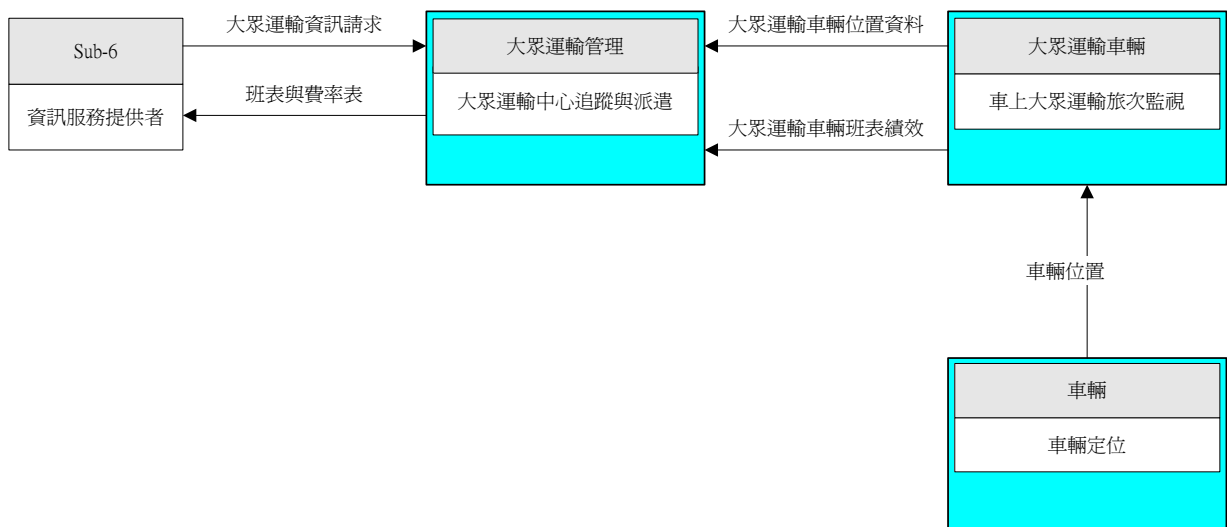 Sub-6
資訊服務提供者
大眾運輸資訊請求
班表與費率表
大眾運輸管理
大眾運輸中心追蹤與派遣
大眾運輸車輛位置資料
大眾運輸車輛班表績效
大眾運輸車輛
車上大眾運輸旅次監視
車輛位置
車輛
車輛定位